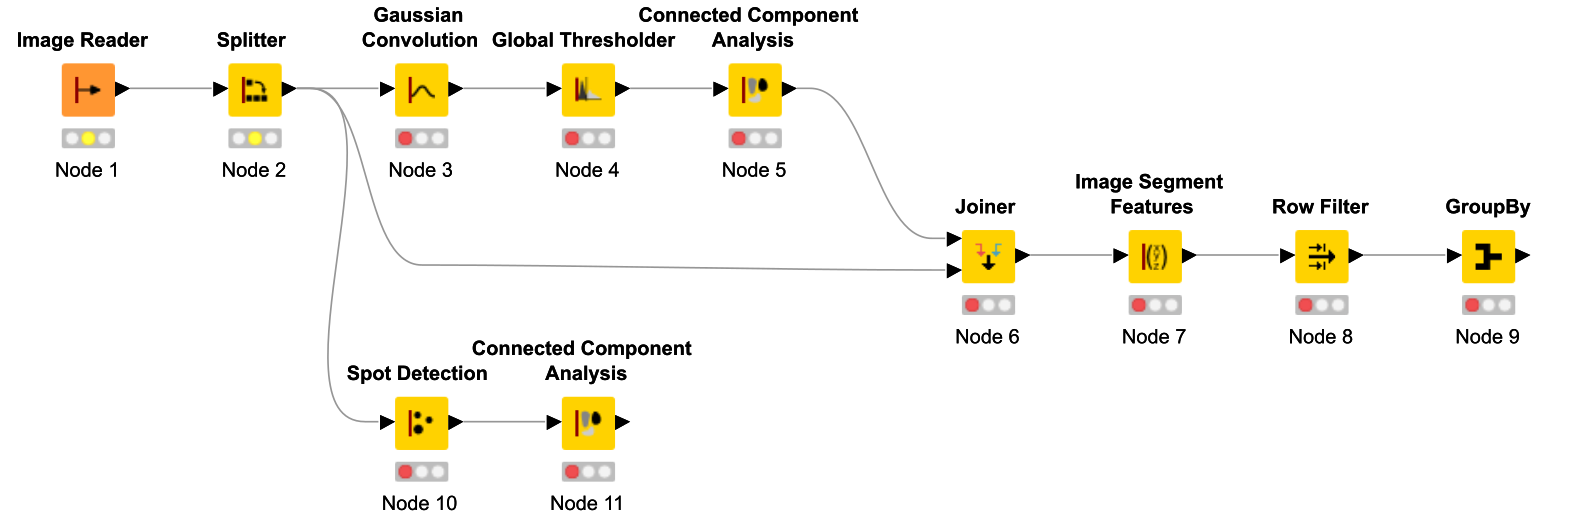 Image Reader
Node 1
Splitter
Node 2
Gaussian
Convolution
Node 3
Global Thresholder
Node 4
Connected Component
Analysis
Node 5
Joiner
Node 6
Image Segment
Features
Node 7
Row Filter
Node 8
GroupBy
Node 9
Spot Detection
Node 10
Connected Component
Analysis
Node 11